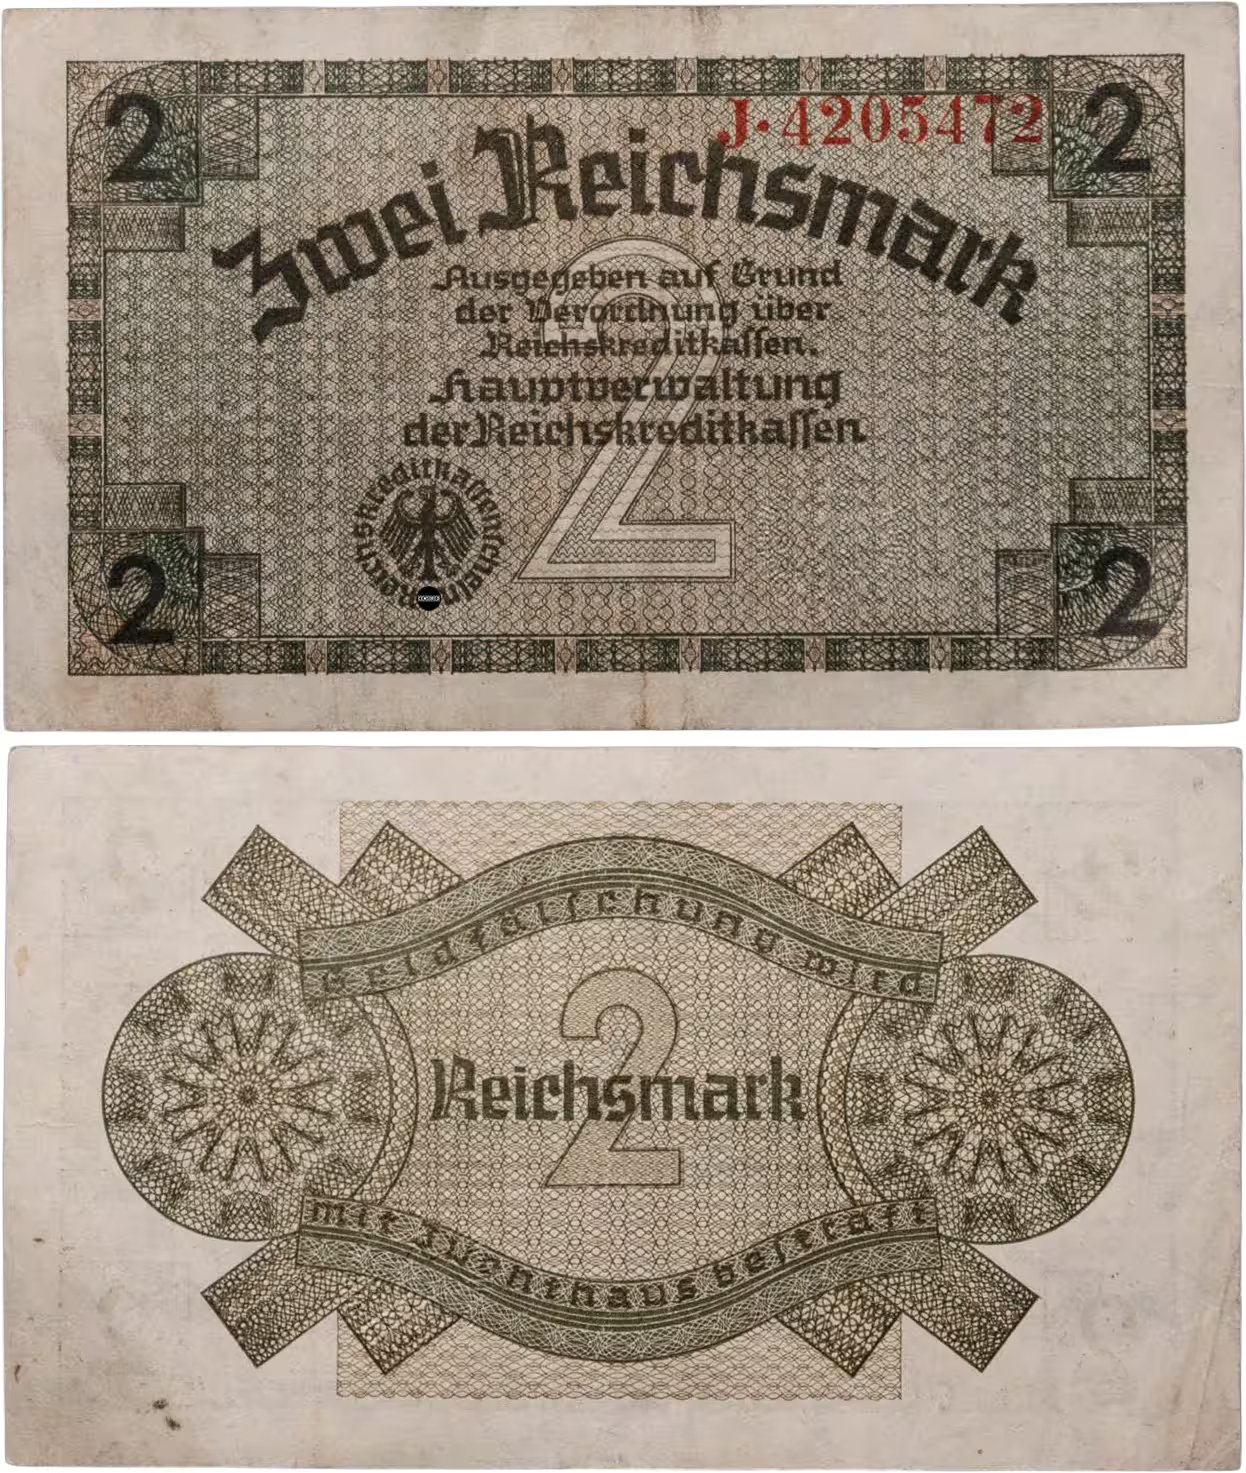 2
2
J·4205472
Zwei Reichsmark
Ausgegeben auf Grund
der Verordnung über
Reichskreditkassen.
Hauptverwaltung
der Reichskreditkassen.
2
Reichskreditkassenscheine
2
2
Geldfälschung wird
2
Reichsmark
mit Zuchthaus bestraft